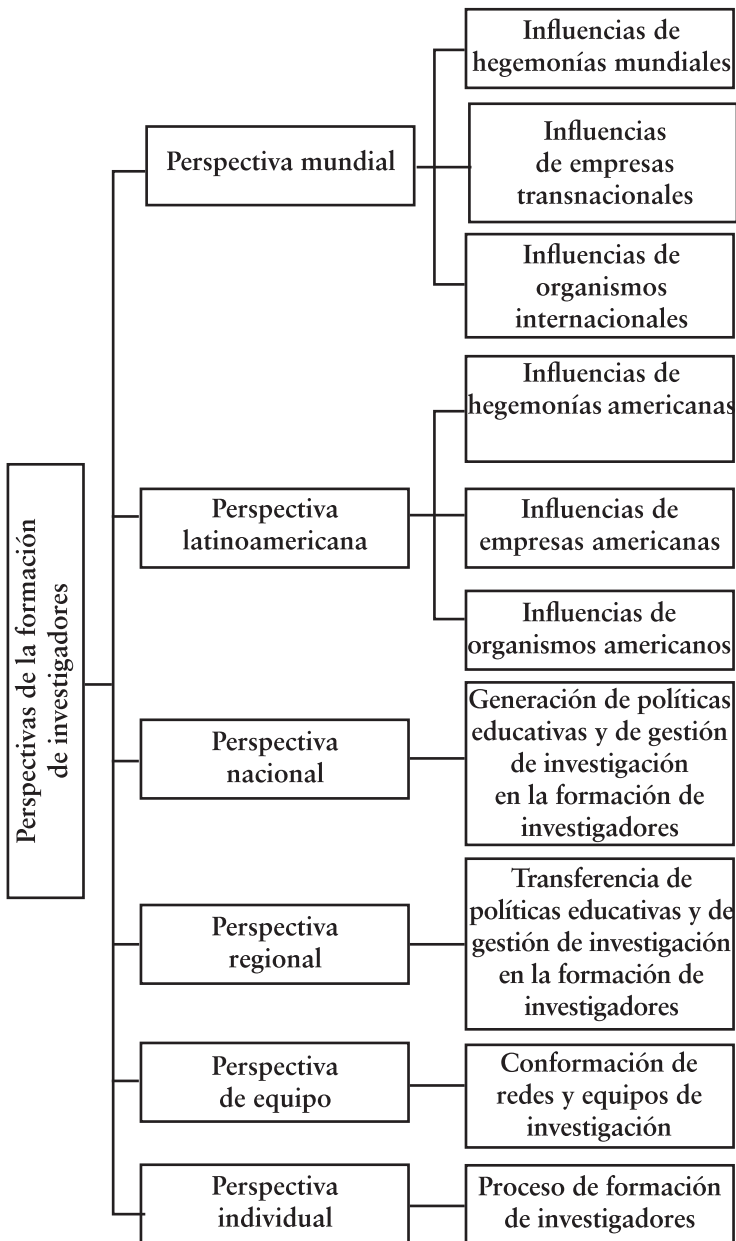 Perspectivas de la formación
de investigadores
Perspectiva mundial
Influencias de
hegemonías mundiales
Influencias
de empresas
transnacionales
Influencias de
organismos
internacionales
Perspectiva
latinoamericana
Influencias de
hegemonías americanas
Influencias de
empresas americanas
Influencias de
organismos americanos
Perspectiva
nacional
Generación de políticas
educativas y de gestión
de investigación
en la formación de
investigadores
Perspectiva
regional
Transferencia de
políticas educativas y de
gestión de investigación
en la formación de
investigadores
Perspectiva
de equipo
Conformación de
redes y equipos de
investigación
Perspectiva
individual
Proceso de formación
de investigadores